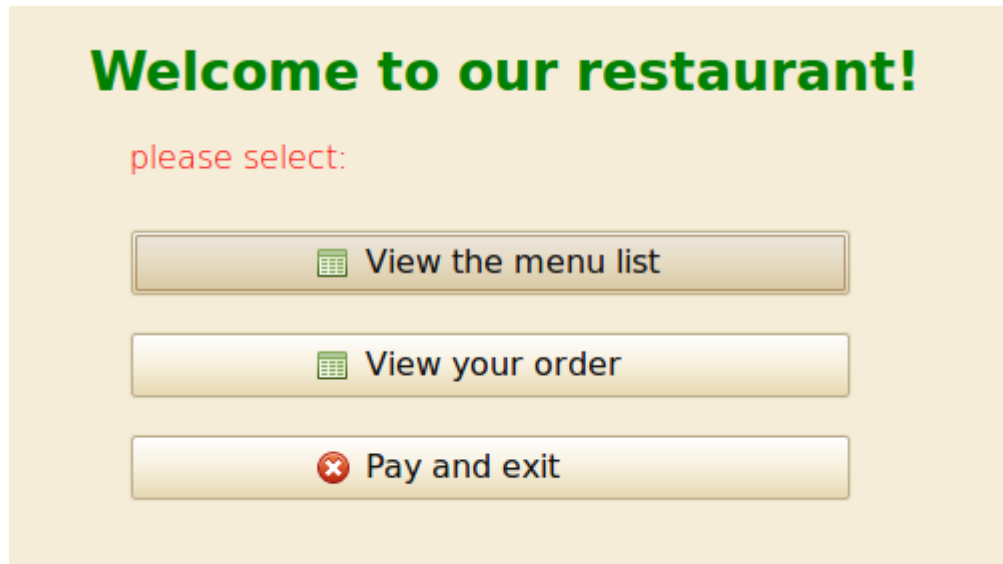 Welcome to our restaurant!
please select:
View the menu list
View your order
Pay and exit